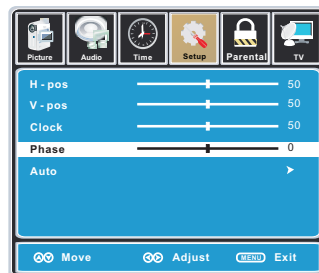 Picture Audio Time Setup Parental TV
H - pos 50
V - pos 50
Clock 50
Phase 0
Auto
Move Adjust MENU Exit